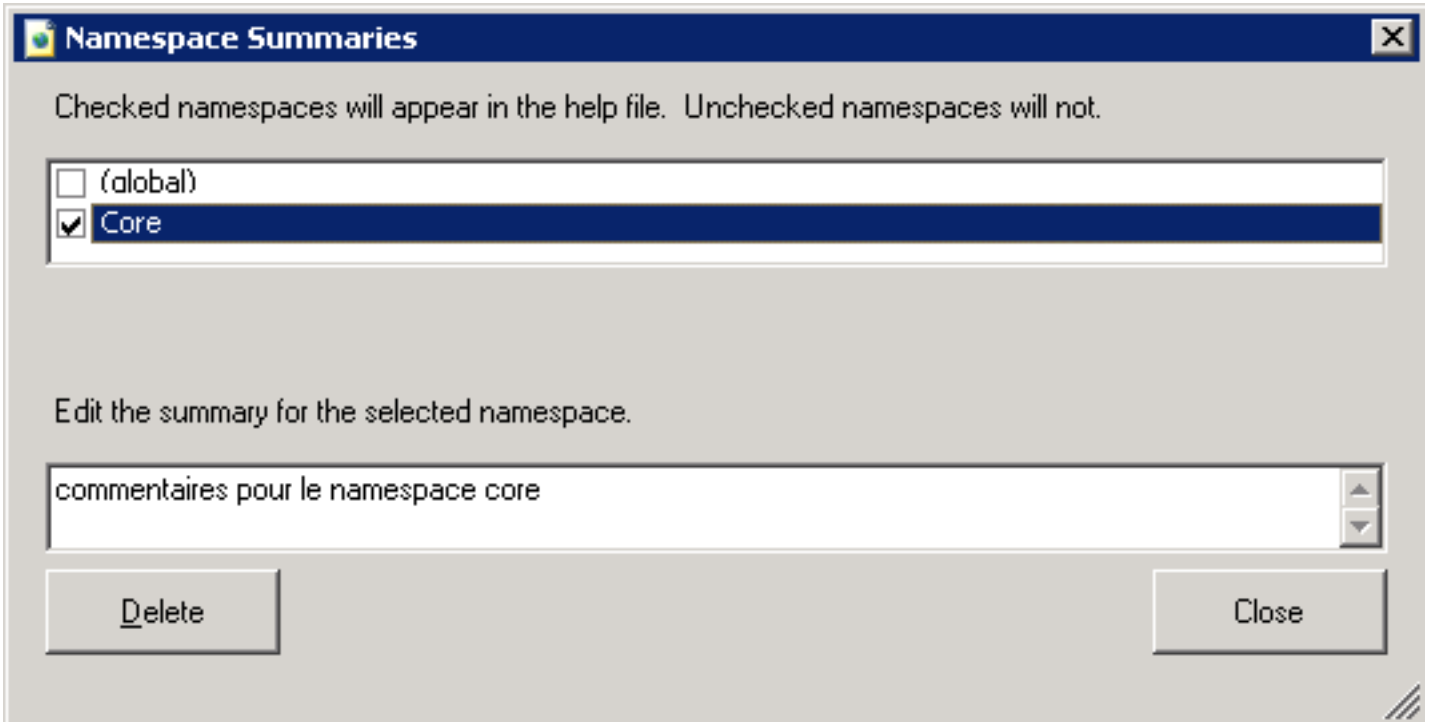 Namespace Summaries
Checked namespaces will appear in the help file.  Unchecked namespaces will not.
(global)
Core
Edit the summary for the selected namespace.
commentaires pour le namespace core
Delete
Close